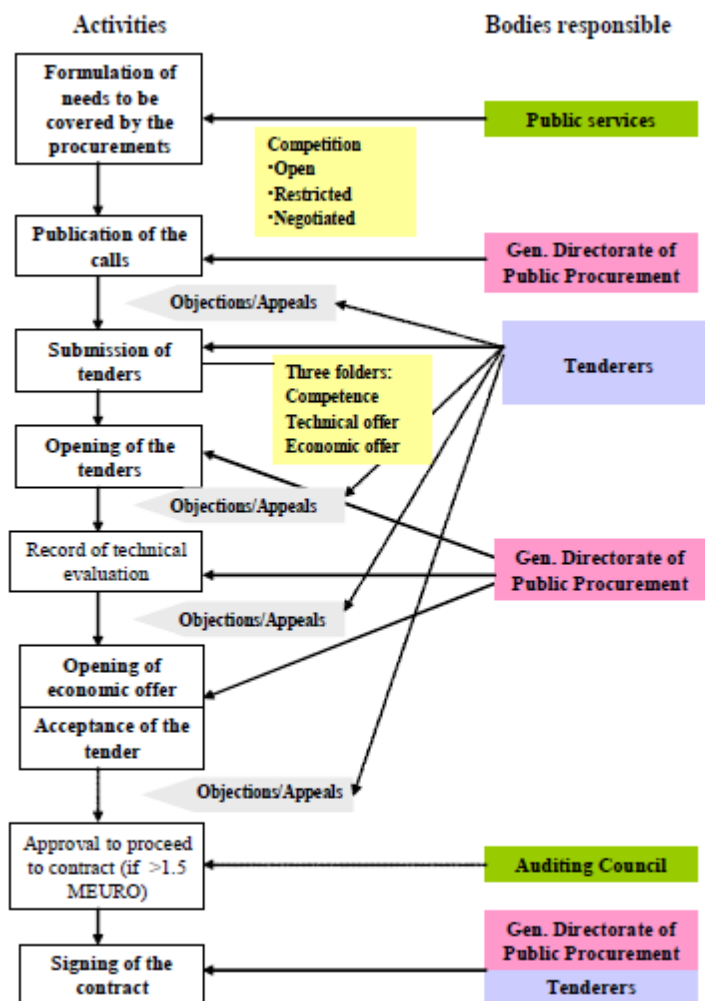 Activities
Bodies responsible
Formulation of
needs to be
covered by the
procurements
Public services
Competition
•Open
•Restricted
•Negotiated
Publication of the
calls
Gen. Directorate of
Public Procurement
Objections/Appeals
Submission of
tenders
Tenderers
Three folders:
Competence
Technical offer
Economic offer
Opening of the
tenders
Objections/Appeals
Record of technical
evaluation
Gen. Directorate of
Public Procurement
Objections/Appeals
Opening of
economic offer
Acceptance of the
tender
Objections/Appeals
Approval to proceed
to contract (if >1.5
MEURO)
Auditing Council
Signing of the
contract
Gen. Directorate of
Public Procurement
Tenderers